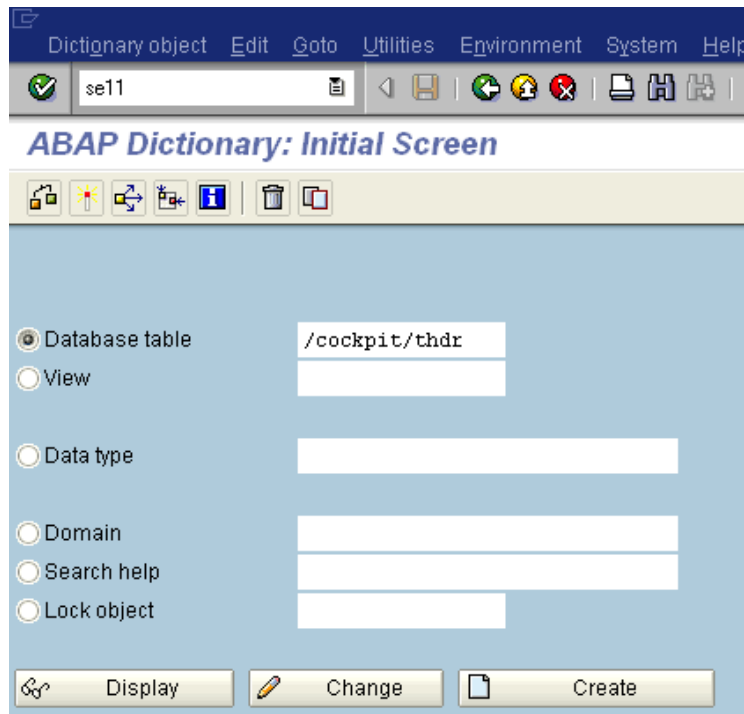 Dictionary object Edit Goto Utilities Environment System Help
se11
ABAP Dictionary: Initial Screen
Database table /cockpit/thdr
View
Data type
Domain
Search help
Lock object
Display Change Create